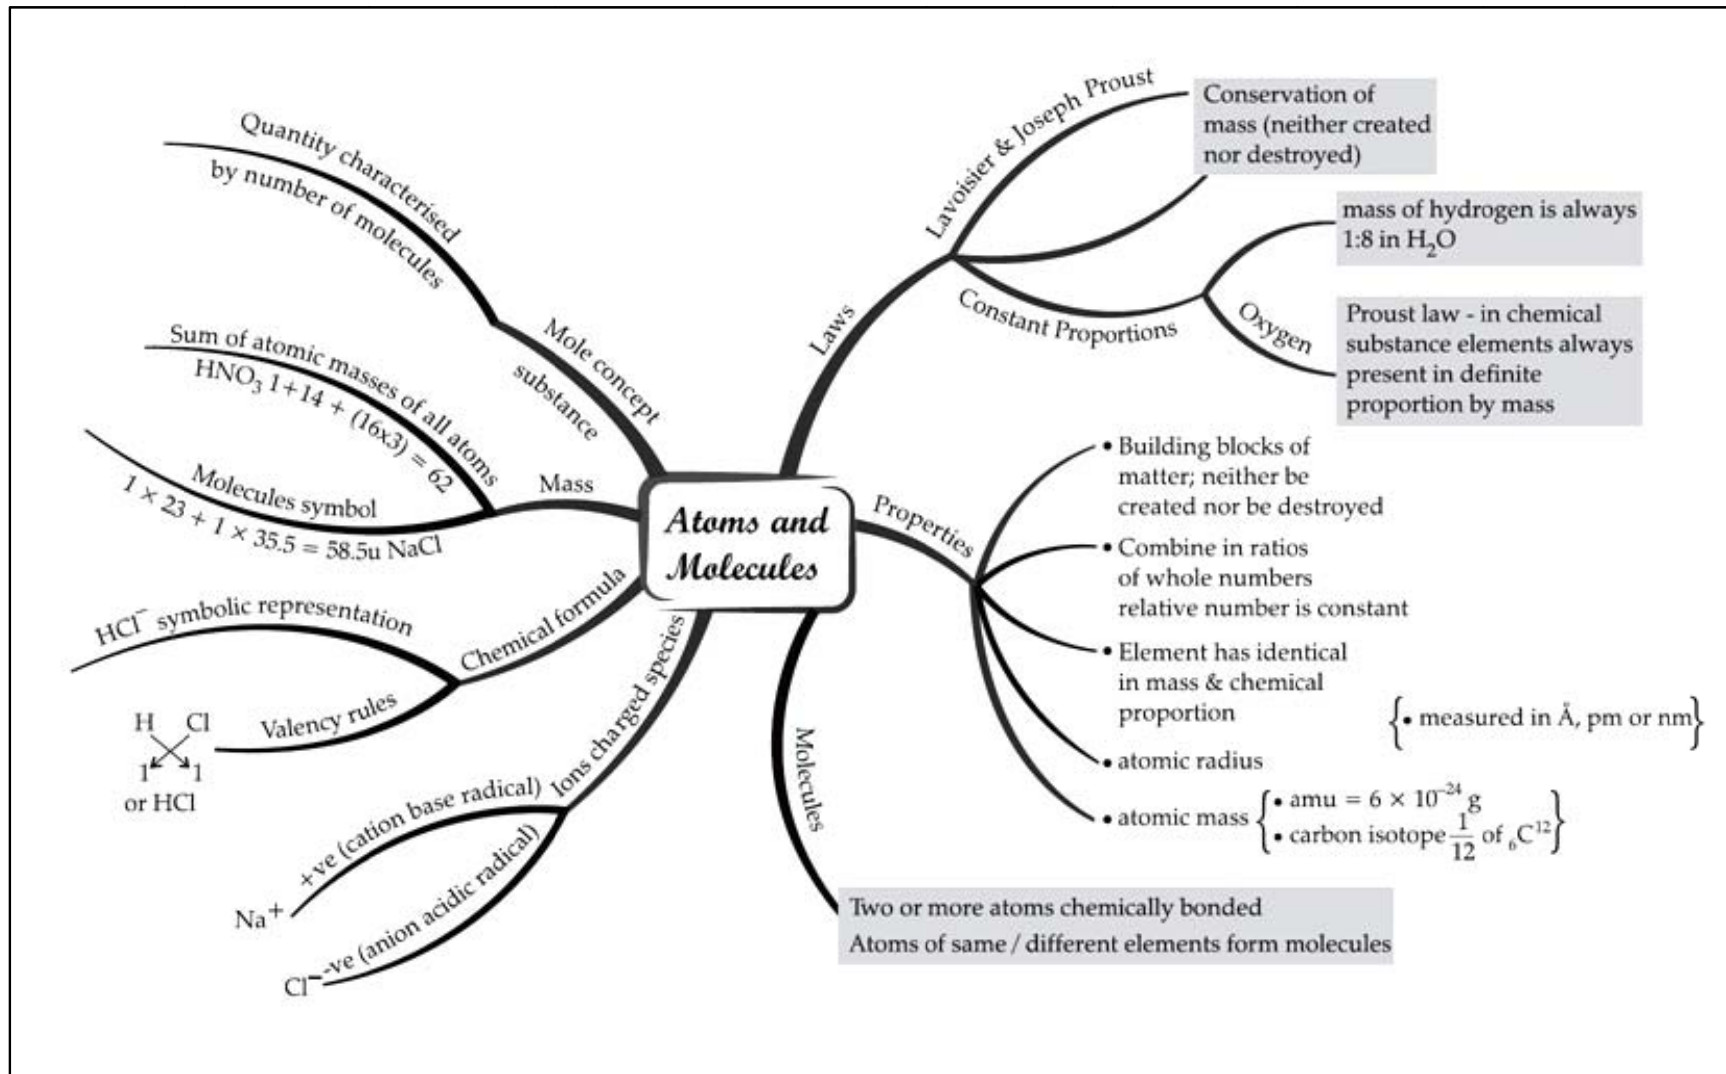 Atoms and
Molecules
Laws
Lavoisier & Joseph Proust
Conservation of
mass (neither created
nor destroyed)
Constant Proportions
mass of hydrogen is always
1:8 in H₂O
Oxygen
Proust law - in chemical
substance elements always
present in definite
proportion by mass
Properties
• Building blocks of
matter; neither be
created nor be destroyed
• Combine in ratios
of whole numbers
relative number is constant
• Element has identical
in mass & chemical
proportion
{• measured in Å, pm or nm}
• atomic radius
• atomic mass
• amu = 6 × 10⁻²⁴ g
• carbon isotope 1/12 of ₆C¹²
Molecules
Two or more atoms chemically bonded
Atoms of same / different elements form molecules
Ions charged species
+ve (cation base radical)
Na⁺
-ve (anion acidic radical)
Cl⁻
Chemical formula
HCl⁻ symbolic representation
Valency rules
H Cl
1 1
or HCl
Mass
Sum of atomic masses of all atoms
HNO₃ 1+14 + (16x3) = 62
Molecules symbol
1 × 23 + 1 × 35.5 = 58.5u NaCl
Mole concept
substance
Quantity characterised
by number of molecules